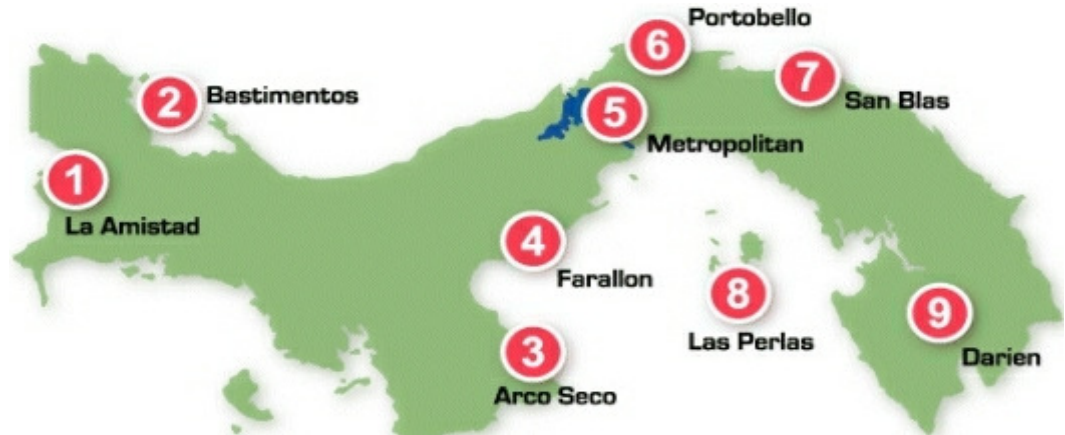 6 Portobello
7 San Blas
2 Bastimentos
5 Metropolitan
1 La Amistad
4 Farallon
8 Las Perlas
9 Darien
3 Arco Seco